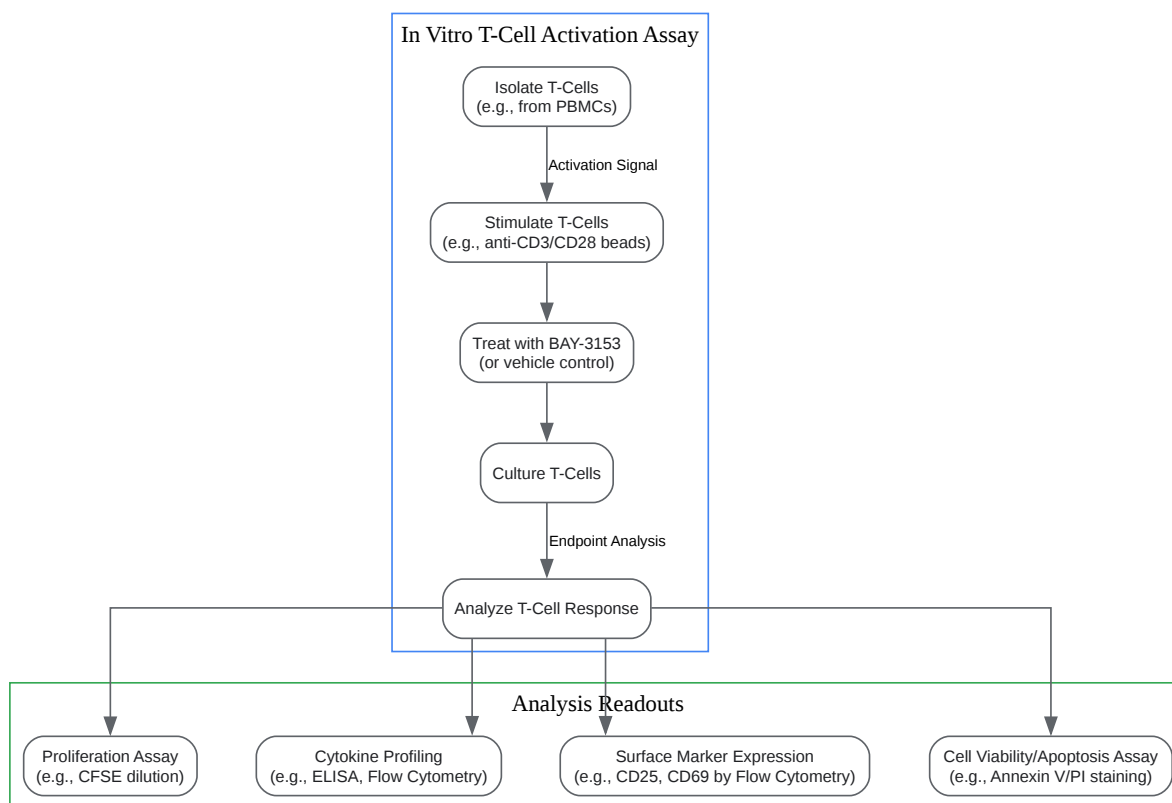 In Vitro T-Cell Activation Assay
Isolate T-Cells
(e.g., from PBMCs)
Activation Signal
Stimulate T-Cells
(e.g., anti-CD3/CD28 beads)
Treat with BAY-3153
(or vehicle control)
Culture T-Cells
Endpoint Analysis
Analyze T-Cell Response
Analysis Readouts
Proliferation Assay
(e.g., CFSE dilution)
Cytokine Profiling
(e.g., ELISA, Flow Cytometry)
Surface Marker Expression
(e.g., CD25, CD69 by Flow Cytometry)
Cell Viability/Apoptosis Assay
(e.g., Annexin V/PI staining)